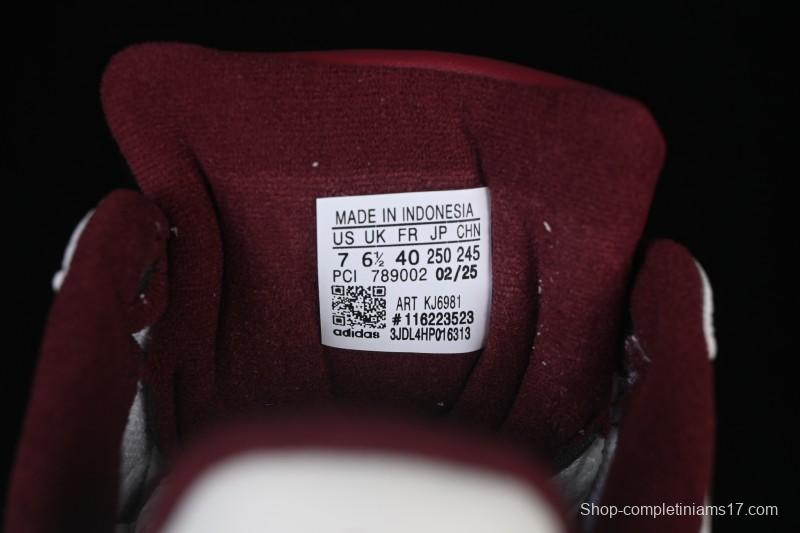 MADE IN INDONESIA
US UK FR JP CHN
7 6½ 40 250 245
PCI 789002 02/25
ART KJ6981
#116223523
adidas 3JDL4HP016313
Shop-completiniams17.com